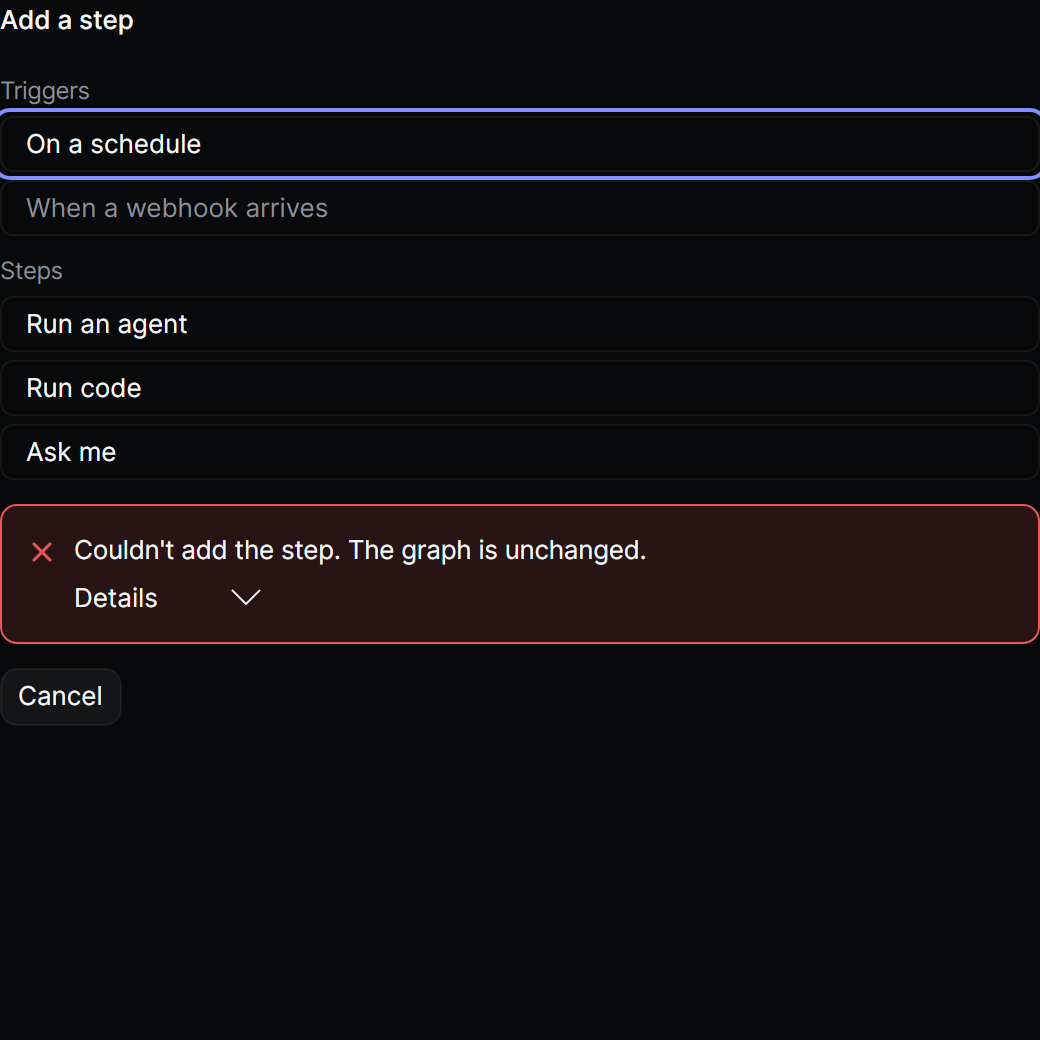 Add a step
Triggers
On a schedule
When a webhook arrives
Steps
Run an agent
Run code
Ask me
Couldn't add the step. The graph is unchanged.
Details
Cancel